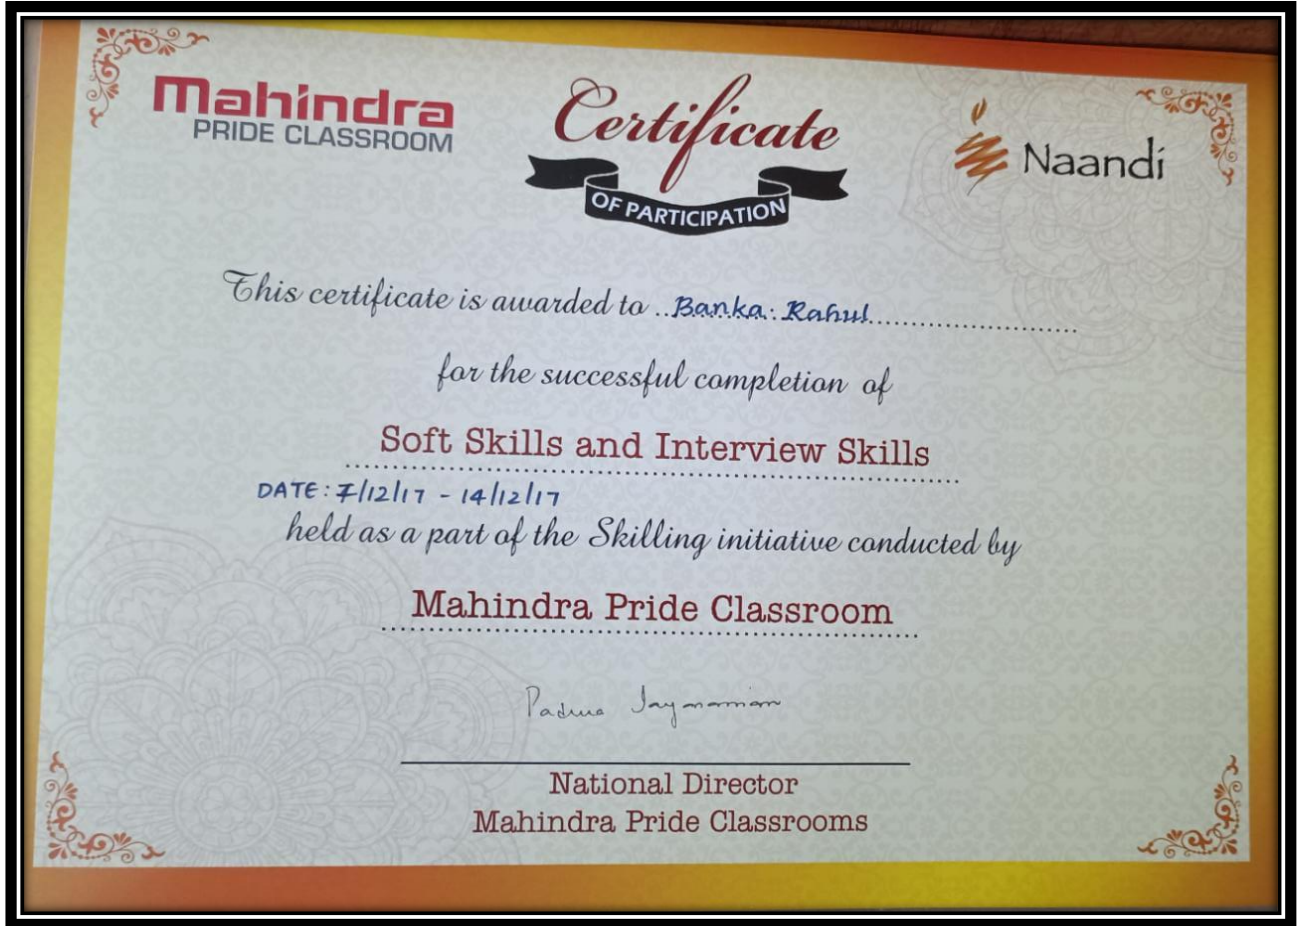 Mahindra
PRIDE CLASSROOM
Certificate
OF PARTICIPATION
Naandi
This certificate is awarded to ..Banka. Rahul..............................
for the successful completion of
Soft Skills and Interview Skills
DATE: 7/12/17 - 14/12/17
held as a part of the Skilling initiative conducted by
Mahindra Pride Classroom
Padma
National Director
Mahindra Pride Classrooms